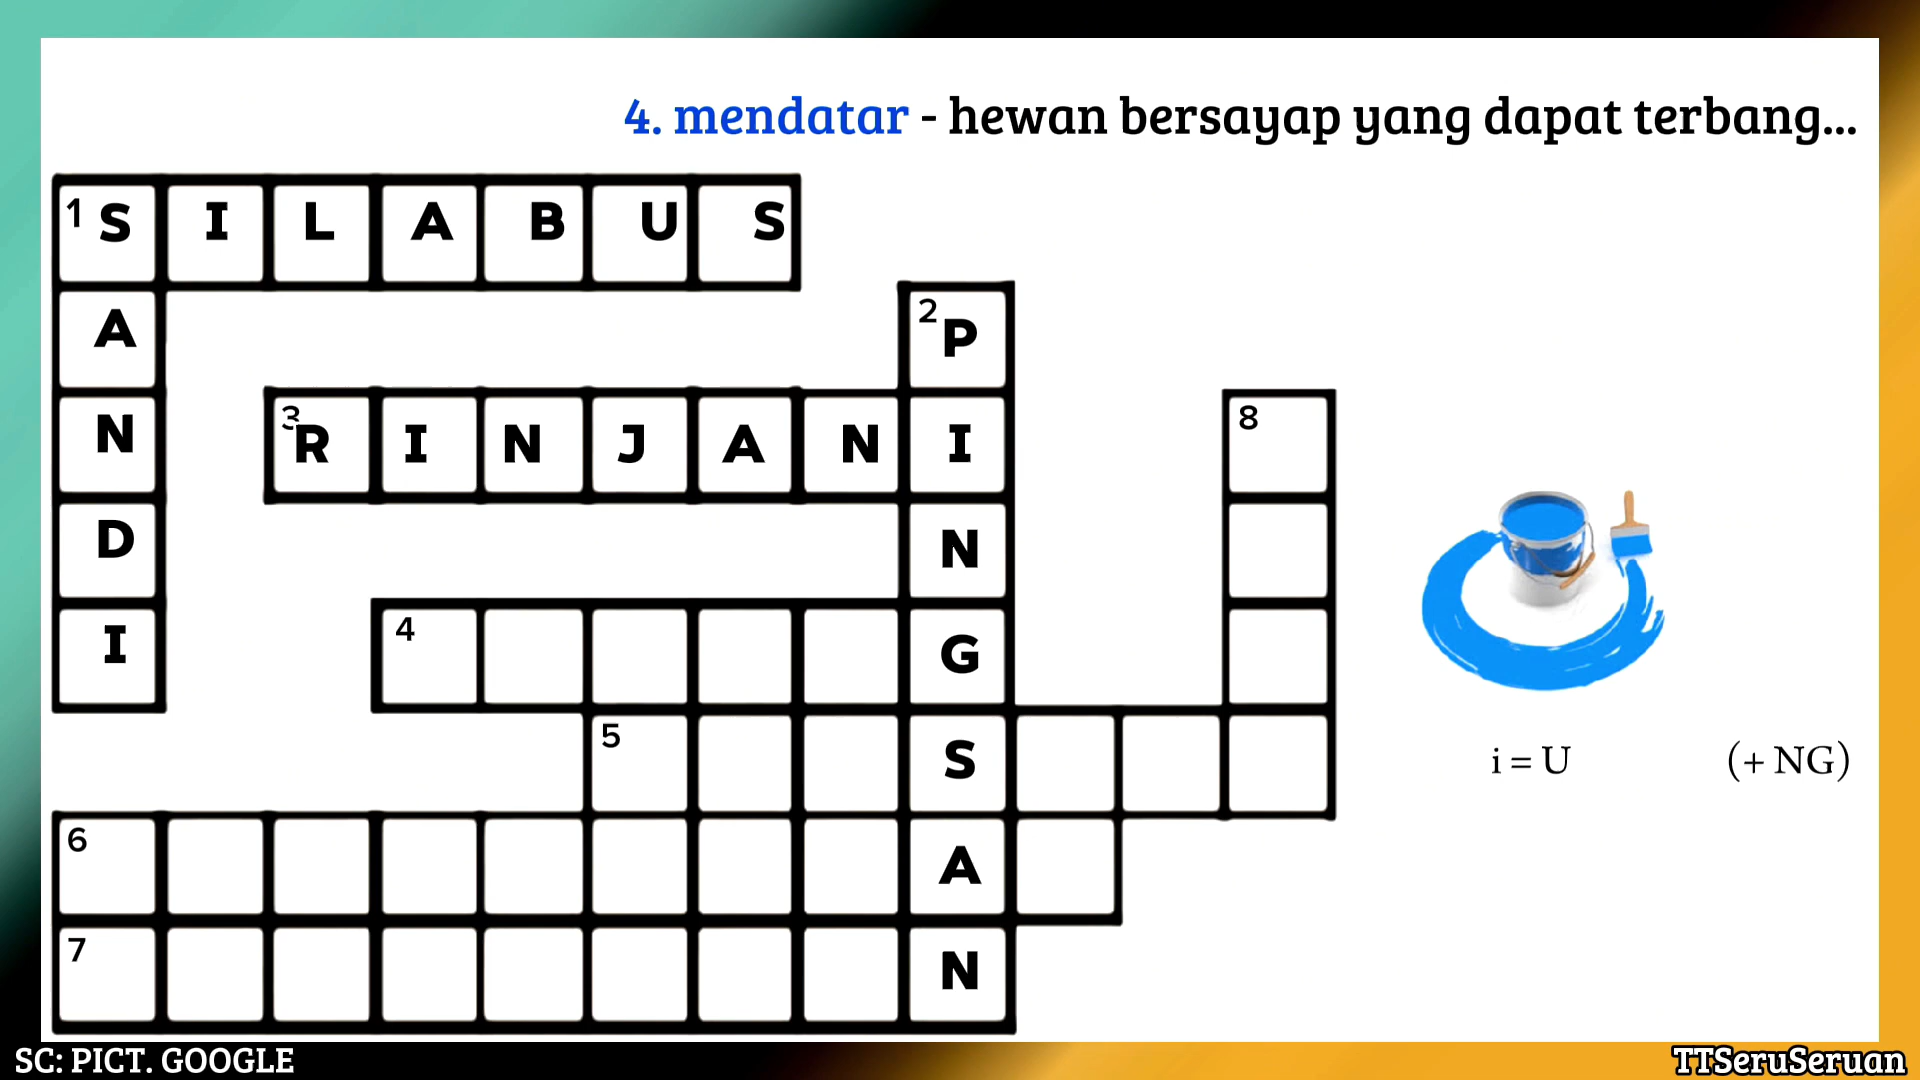 4. mendatar - hewan bersayap yang dapat terbang...
1 S I L A B U S
A 2 P
N 3 R I N J A N I 8
D N
I 4 G
5 S i = U (+ NG)
6 A
7 N
SC: PICT. GOOGLE TTSeruSeruan